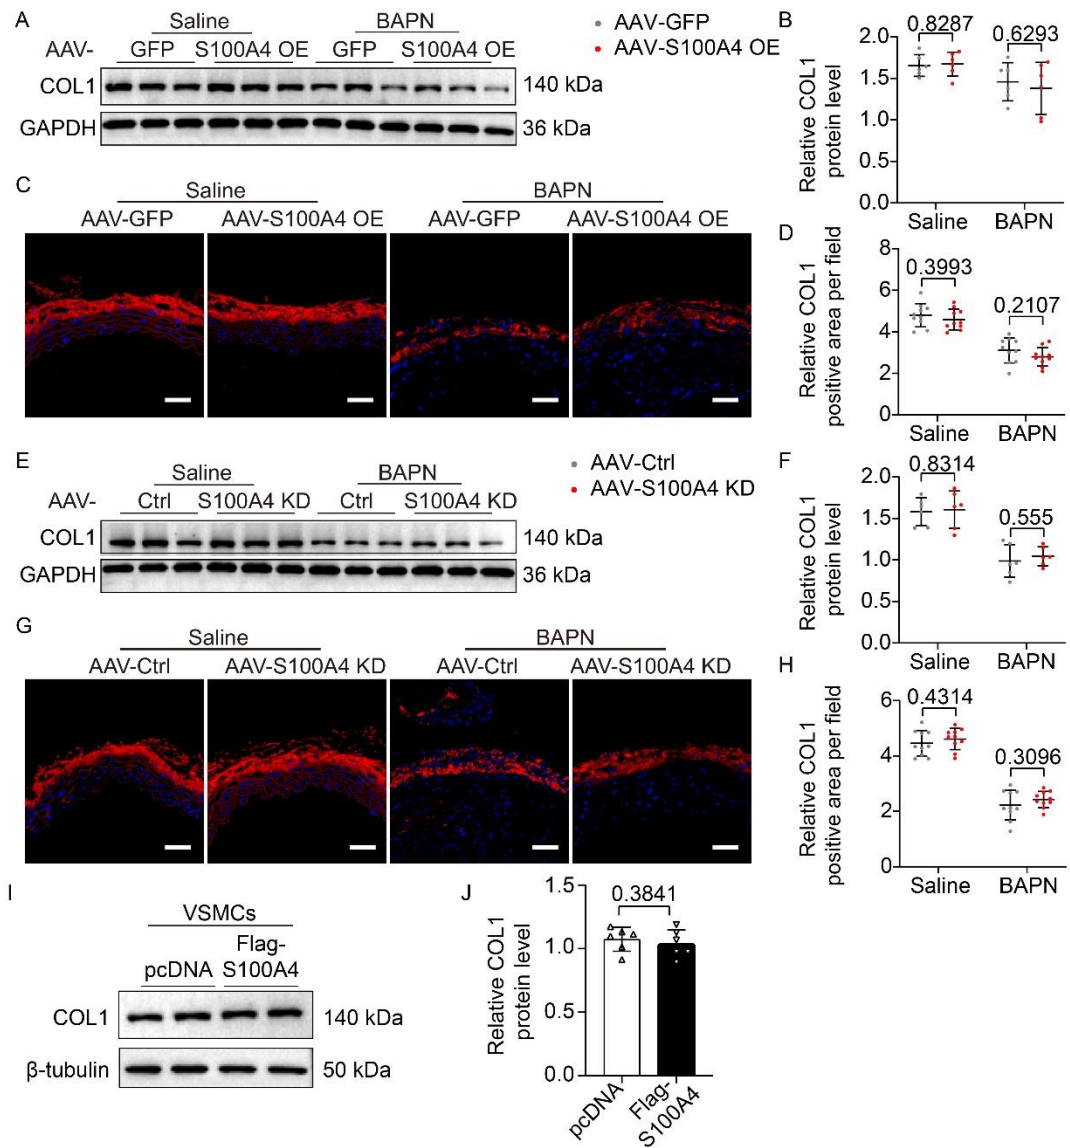 A
Saline
BAPN
AAV-
GFP
S100A4 OE
GFP
S100A4 OE
COL1
140 kDa
GAPDH
36 kDa
AAV-GFP
AAV-S100A4 OE
B
Relative COL1
protein level
2.0
1.5
1.0
0.5
0.0
0.8287
0.6293
Saline
BAPN
C
Saline
BAPN
AAV-GFP
AAV-S100A4 OE
AAV-GFP
AAV-S100A4 OE
D
Relative COL1
positive area per field
8
6
4
2
0
0.3993
0.2107
Saline
BAPN
E
Saline
BAPN
AAV-
Ctrl
S100A4 KD
Ctrl
S100A4 KD
COL1
140 kDa
GAPDH
36 kDa
AAV-Ctrl
AAV-S100A4 KD
F
Relative COL1
protein level
2.0
1.5
1.0
0.5
0.0
0.8314
0.555
Saline
BAPN
G
Saline
BAPN
AAV-Ctrl
AAV-S100A4 KD
AAV-Ctrl
AAV-S100A4 KD
H
Relative COL1
positive area per field
6
4
2
0
0.4314
0.3096
Saline
BAPN
I
VSMCs
pcDNA
Flag-
S100A4
COL1
140 kDa
β-tubulin
50 kDa
J
Relative COL1
protein level
1.5
1.0
0.5
0.0
0.3841
pcDNA
Flag-
S100A4